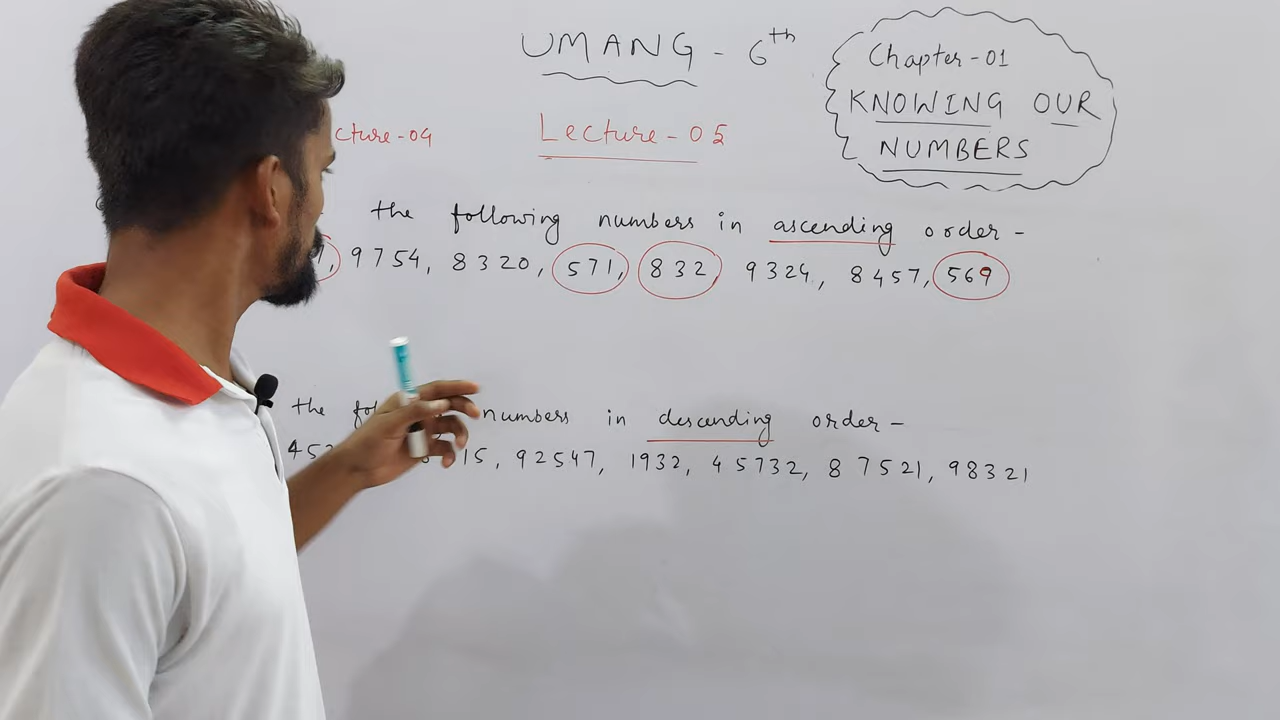 UMANG - 6th
Chapter-01
KNOWING OUR
NUMBERS
cture-04
Lecture-05
the following numbers in ascending order-
9754, 8320, 571, 832, 9324, 8457, 569
the numbers in descending order-
15, 92547, 1932, 45732, 87521, 98321